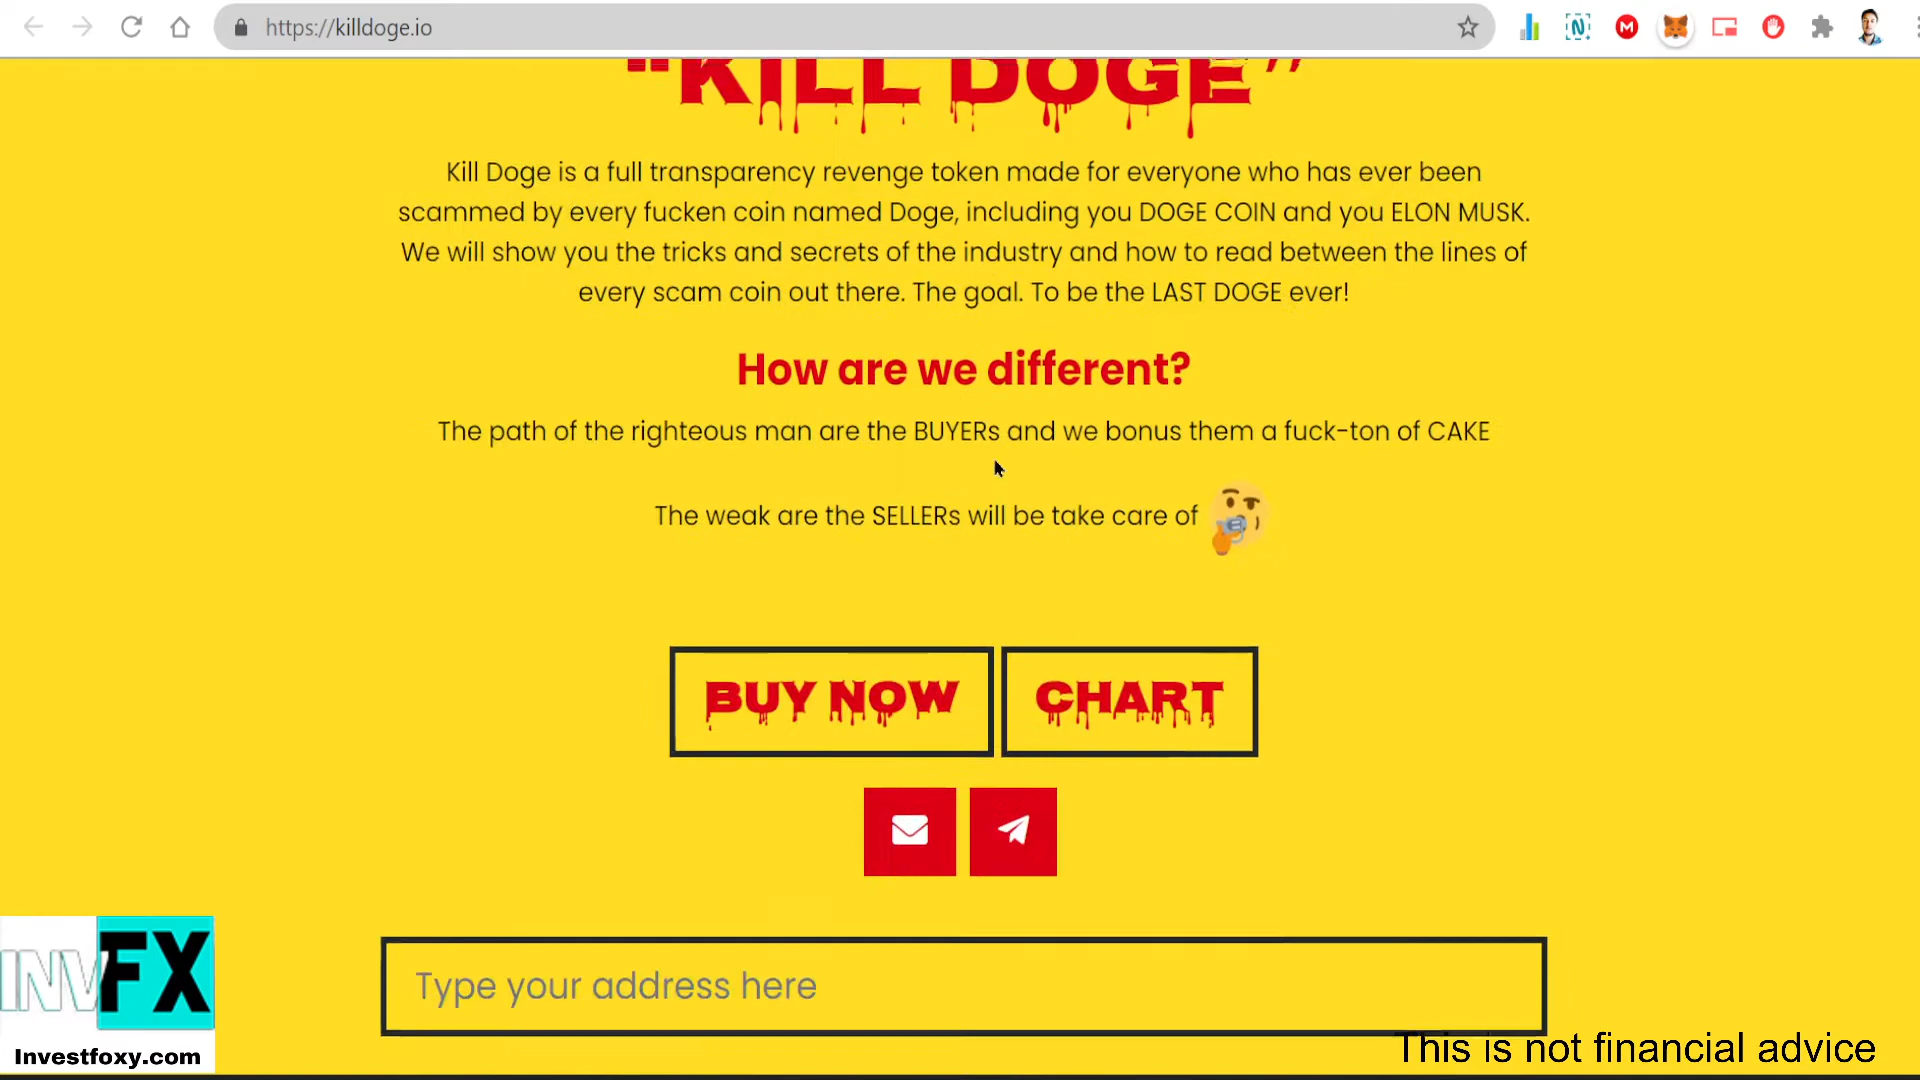 https://killdoge.io
"KILL DOGE"
Kill Doge is a full transparency revenge token made for everyone who has ever been
scammed by every fucken coin named Doge, including you DOGE COIN and you ELON MUSK.
We will show you the tricks and secrets of the industry and how to read between the lines of
every scam coin out there. The goal. To be the LAST DOGE ever!
How are we different?
The path of the righteous man are the BUYERs and we bonus them a fuck-ton of CAKE
The weak are the SELLERs will be take care of
BUY NOW
CHART
Type your address here
INVFX
Investfoxy.com
This is not financial advice